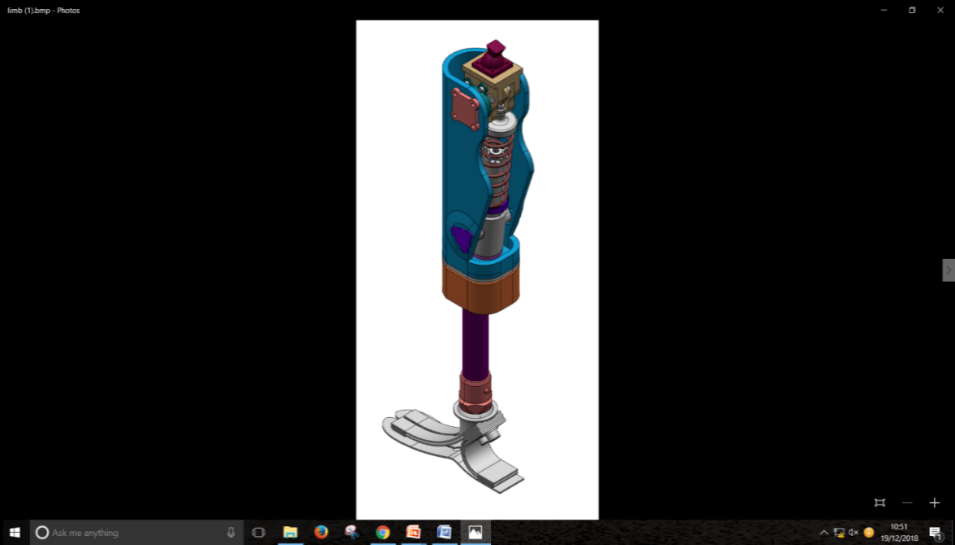 limb (1).bmp - Photos
Ask me anything
10:51
19/12/2018